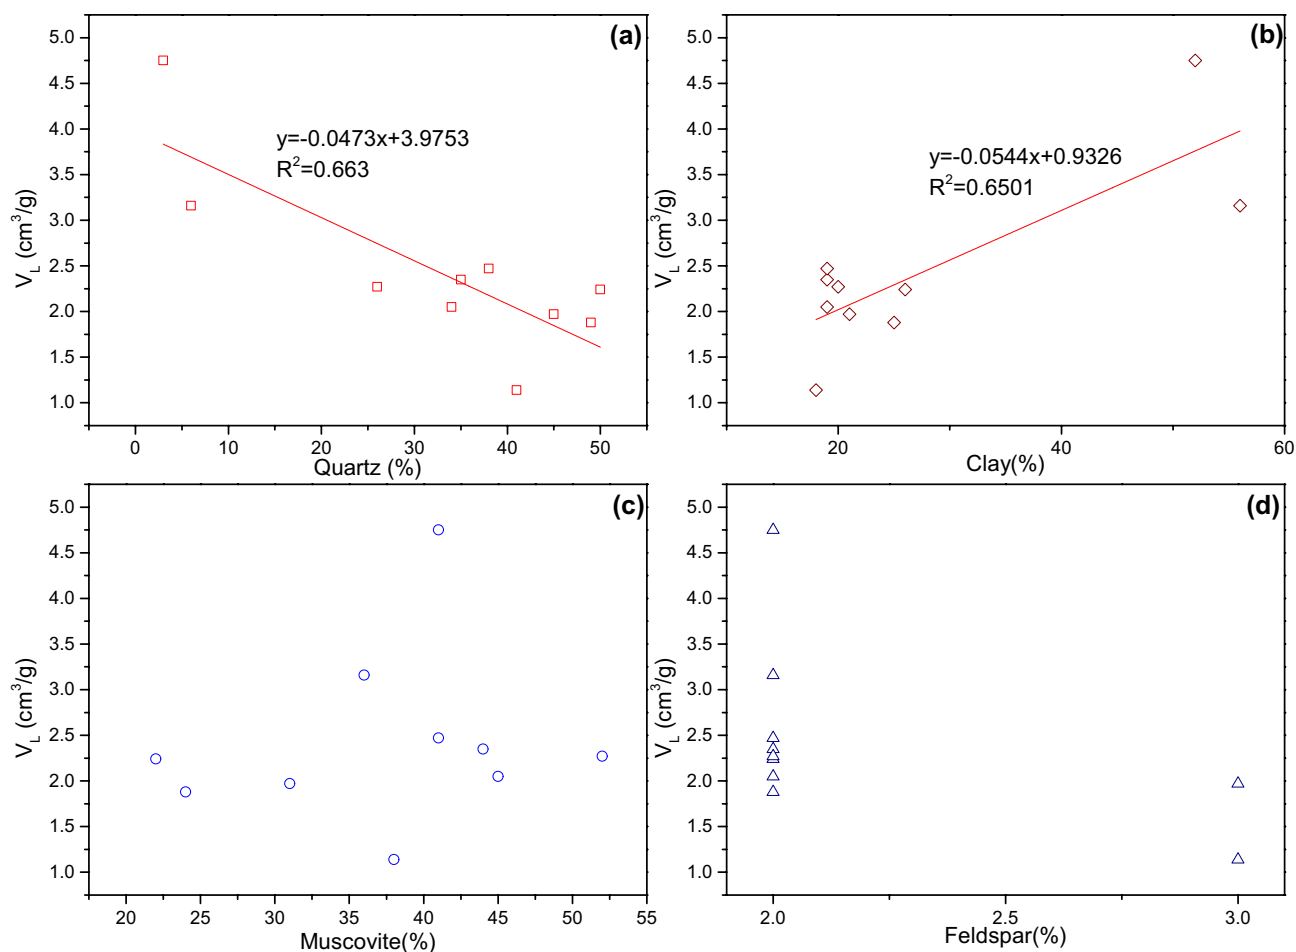 (a)
5.0
4.5
4.0
3.5
3.0
2.5
2.0
1.5
1.0
V_L (cm³/g)
y=-0.0473x+3.9753
R²=0.663
0 10 20 30 40 50
Quartz (%)
(b)
5.0
4.5
4.0
3.5
3.0
2.5
2.0
1.5
1.0
V_L (cm³/g)
y=-0.0544x+0.9326
R²=0.6501
20 40 60
Clay(%)
(c)
5.0
4.5
4.0
3.5
3.0
2.5
2.0
1.5
1.0
V_L (cm³/g)
20 25 30 35 40 45 50 55
Muscovite(%)
(d)
5.0
4.5
4.0
3.5
3.0
2.5
2.0
1.5
1.0
V_L (cm³/g)
2.0 2.5 3.0
Feldspar(%)